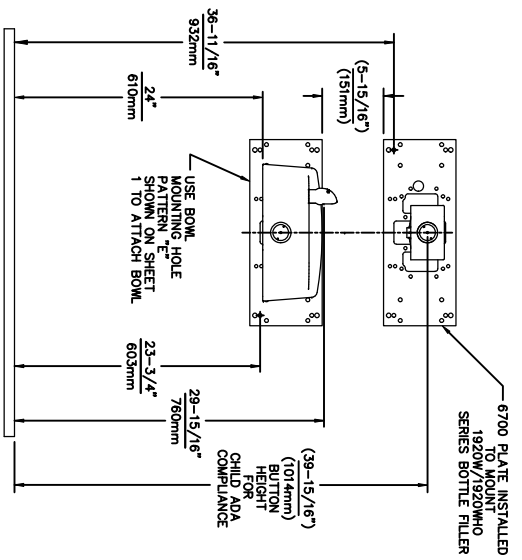 6700 PLATE INSTALLED
TO MOUNT
1920W/1920WHO
SERIES BOTTLE FILLER
36-11/16"
932mm
(5-15/16")
(151mm)
24"
610mm
USE BOWL
MOUNTING HOLE
PATTERN "E"
SHOWN ON SHEET
1 TO ATTACH BOWL
23-3/4"
603mm
29-15/16"
760mm
(39-15/16")
(1014mm)
BUTTON
HEIGHT
FOR
CHILD ADA
COMPLIANCE